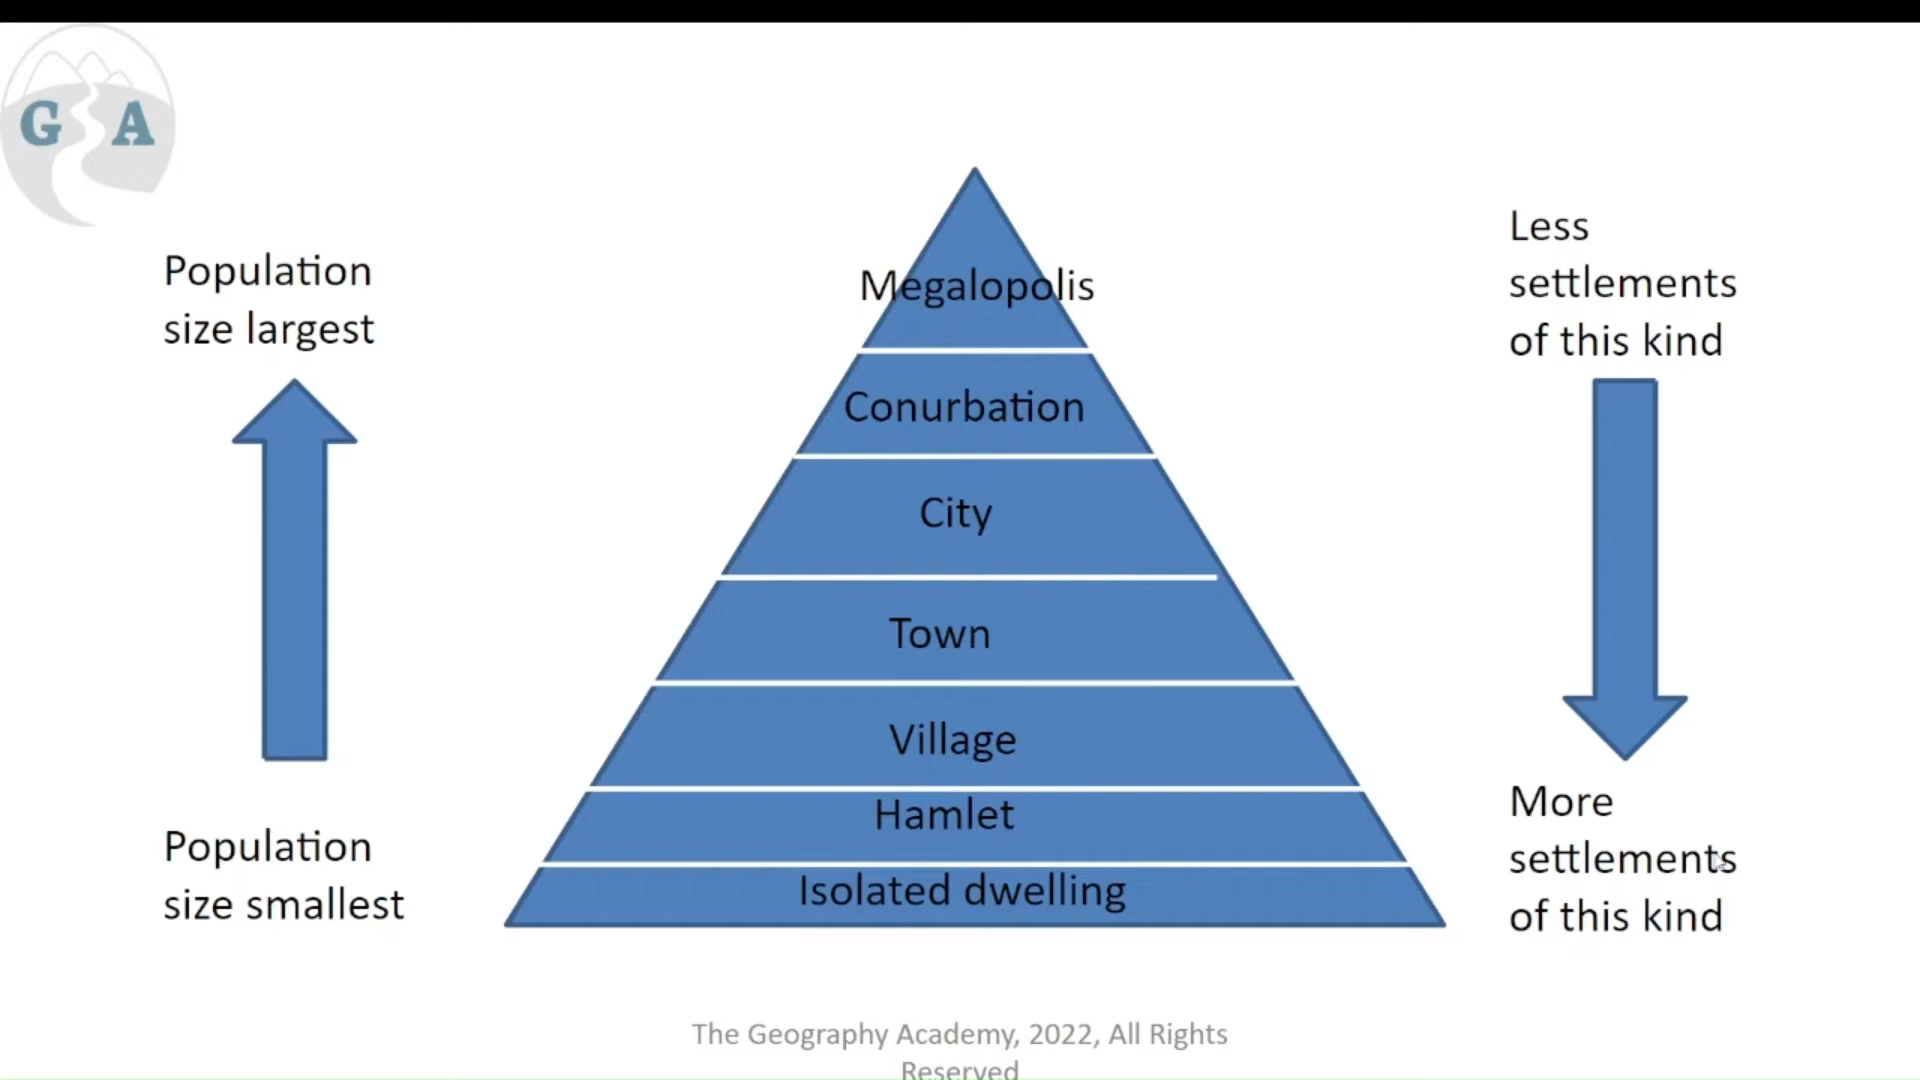 G A
Population
size largest
Less
settlements
of this kind
Megalopolis
Conurbation
City
Town
Village
Hamlet
Isolated dwelling
Population
size smallest
More
settlements
of this kind
The Geography Academy, 2022, All Rights
Reserved